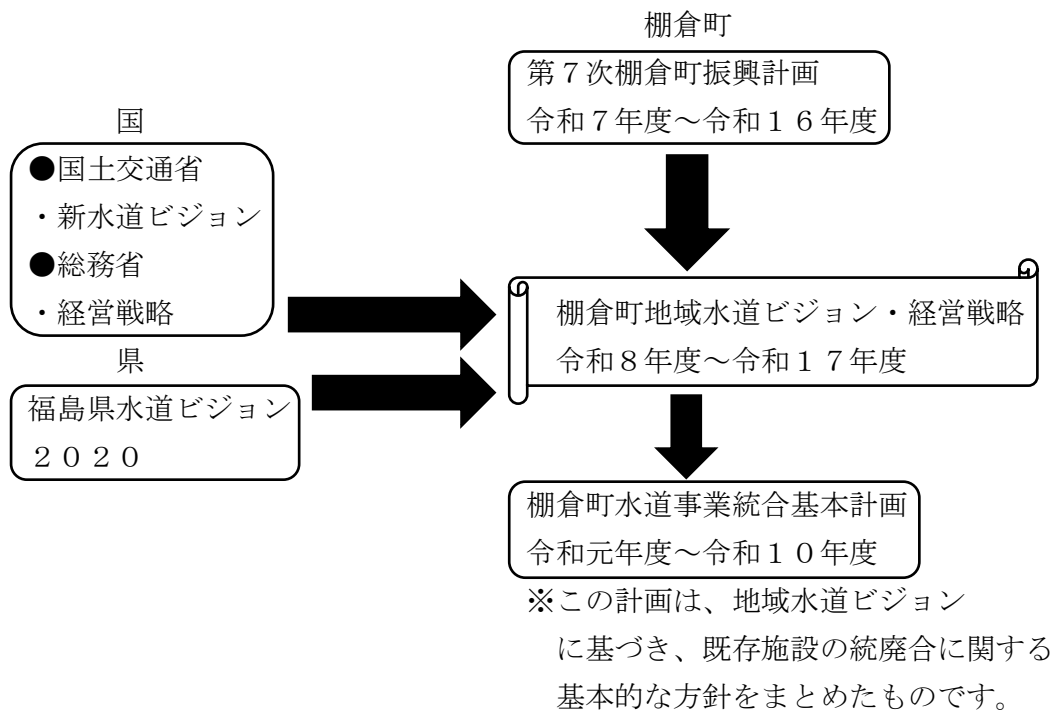 棚倉町
第７次棚倉町振興計画
令和７年度～令和１６年度
国
●国土交通省
・新水道ビジョン
●総務省
・経営戦略
県
福島県水道ビジョン
２０２０
棚倉町地域水道ビジョン・経営戦略
令和８年度～令和１７年度
棚倉町水道事業統合基本計画
令和元年度～令和１０年度
※この計画は、地域水道ビジョン
に基づき、既存施設の統廃合に関する
基本的な方針をまとめたものです。